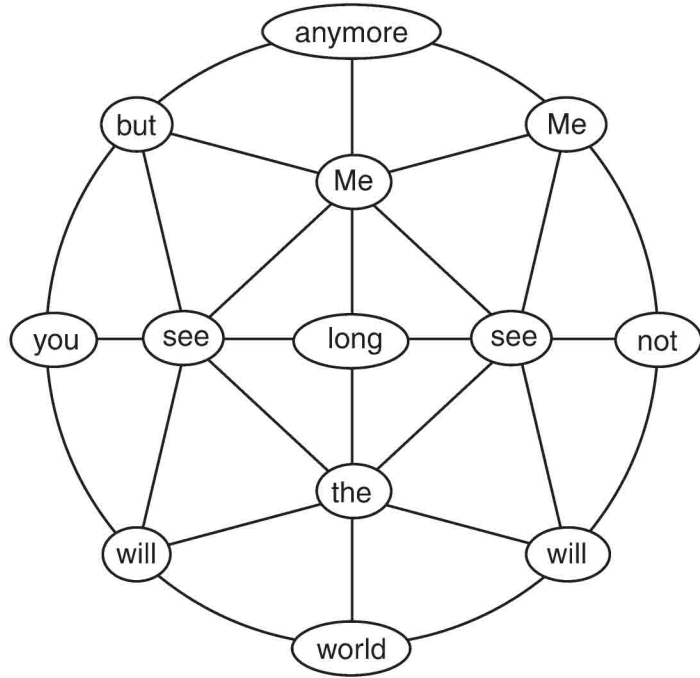 anymore
but Me
Me
you see long see not
the
will will
world